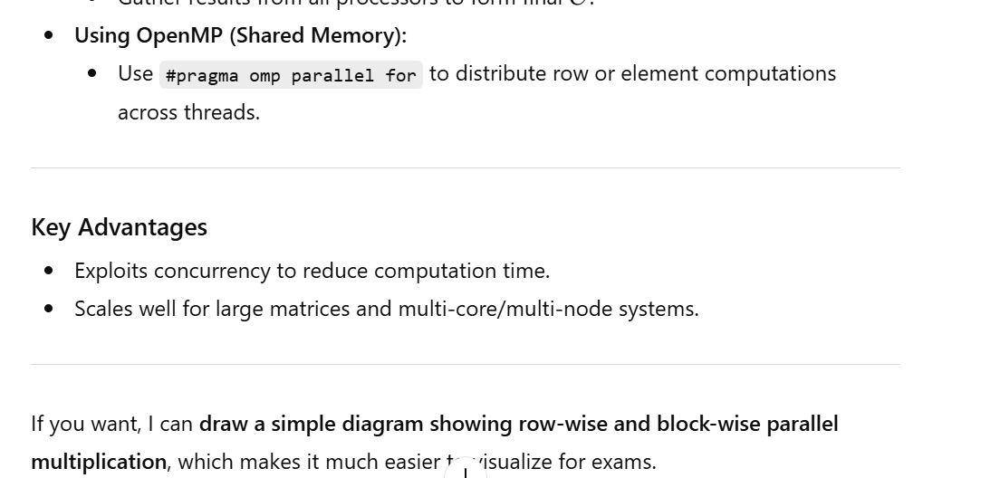 Gather results from all processors to form final C.
Using OpenMP (Shared Memory):
Use #pragma omp parallel for to distribute row or element computations
across threads.
Key Advantages
Exploits concurrency to reduce computation time.
Scales well for large matrices and multi-core/multi-node systems.
If you want, I can draw a simple diagram showing row-wise and block-wise parallel
multiplication, which makes it much easier to visualize for exams.